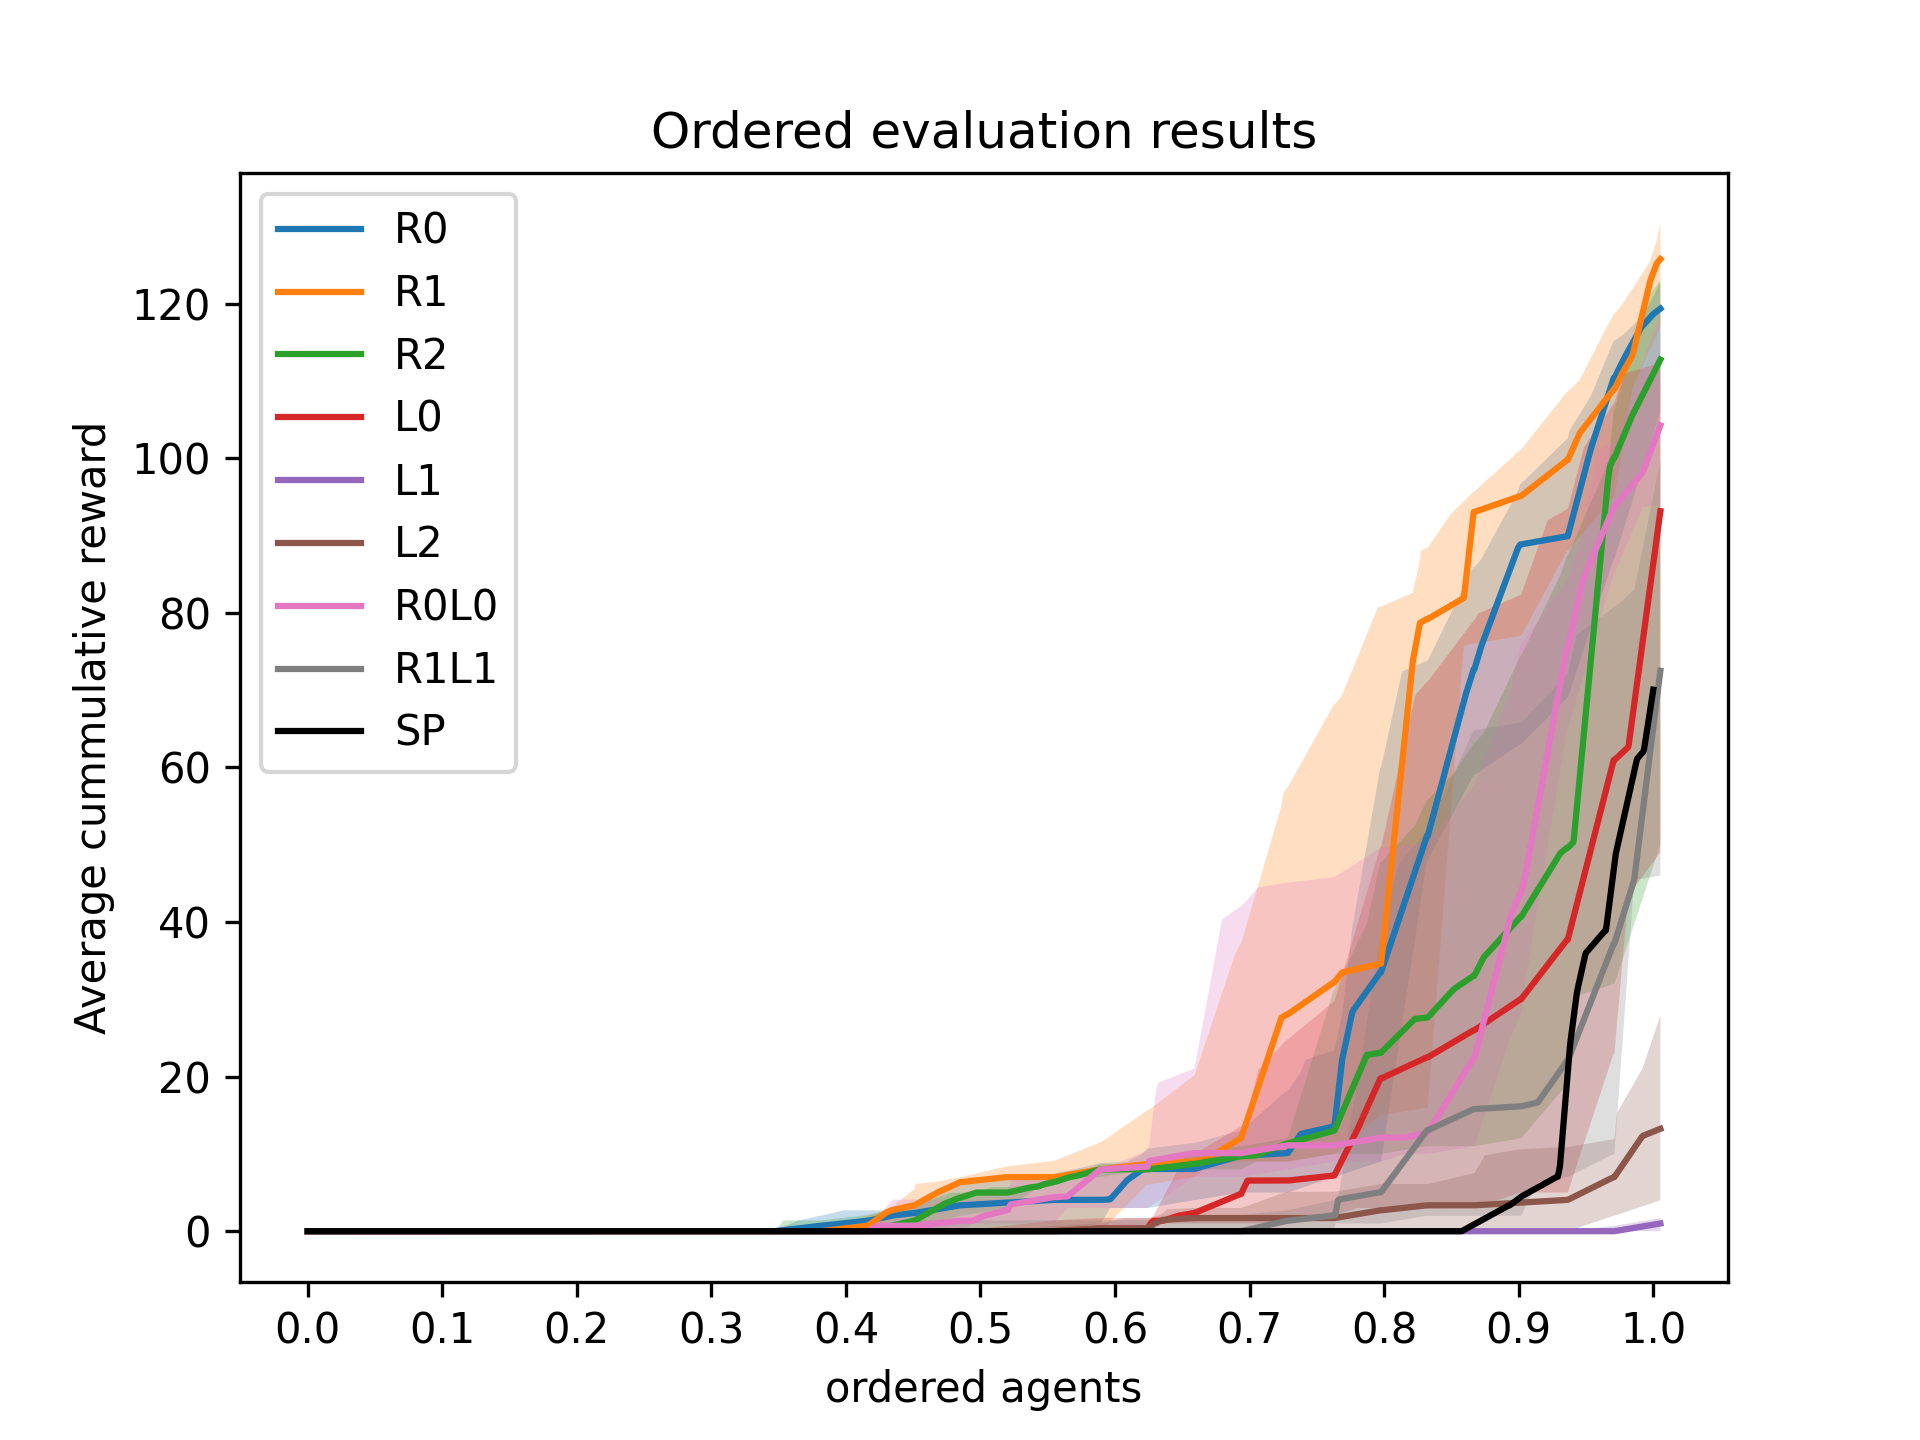 Ordered evaluation results
R0
R1
R2
L0
L1
L2
R0L0
R1L1
SP
Average cummulative reward
120
100
80
60
40
20
0
0.0 0.1 0.2 0.3 0.4 0.5 0.6 0.7 0.8 0.9 1.0
ordered agents